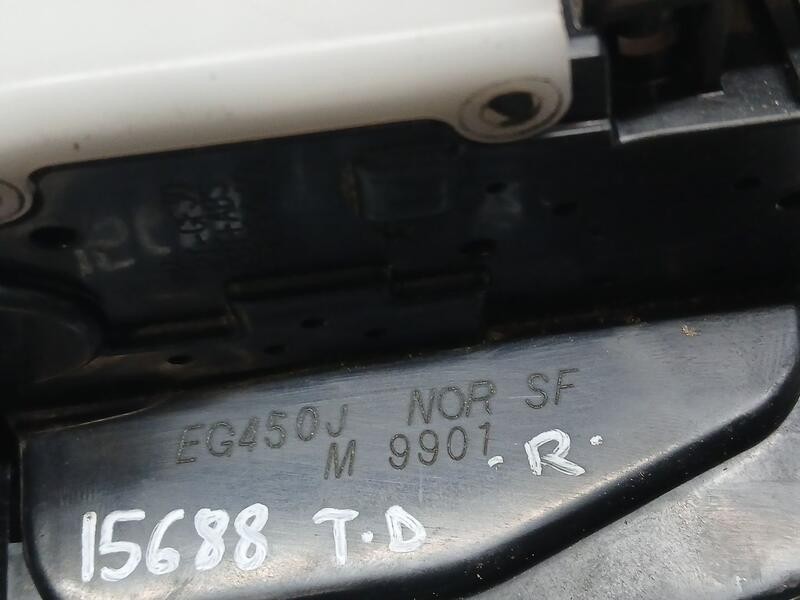 EG450J NOR SF
M 9901
.R.
15688 T.D